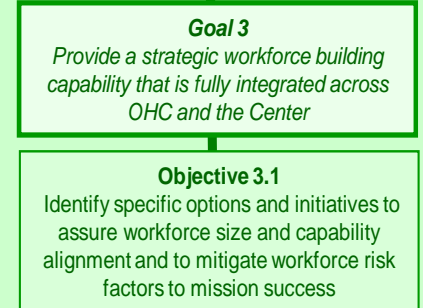 Goal 3
Provide a strategic workforce building
capability that is fully integrated across
OHC and the Center
Objective 3.1
Identify specific options and initiatives to
assure workforce size and capability
alignment and to mitigate workforce risk
factors to mission success